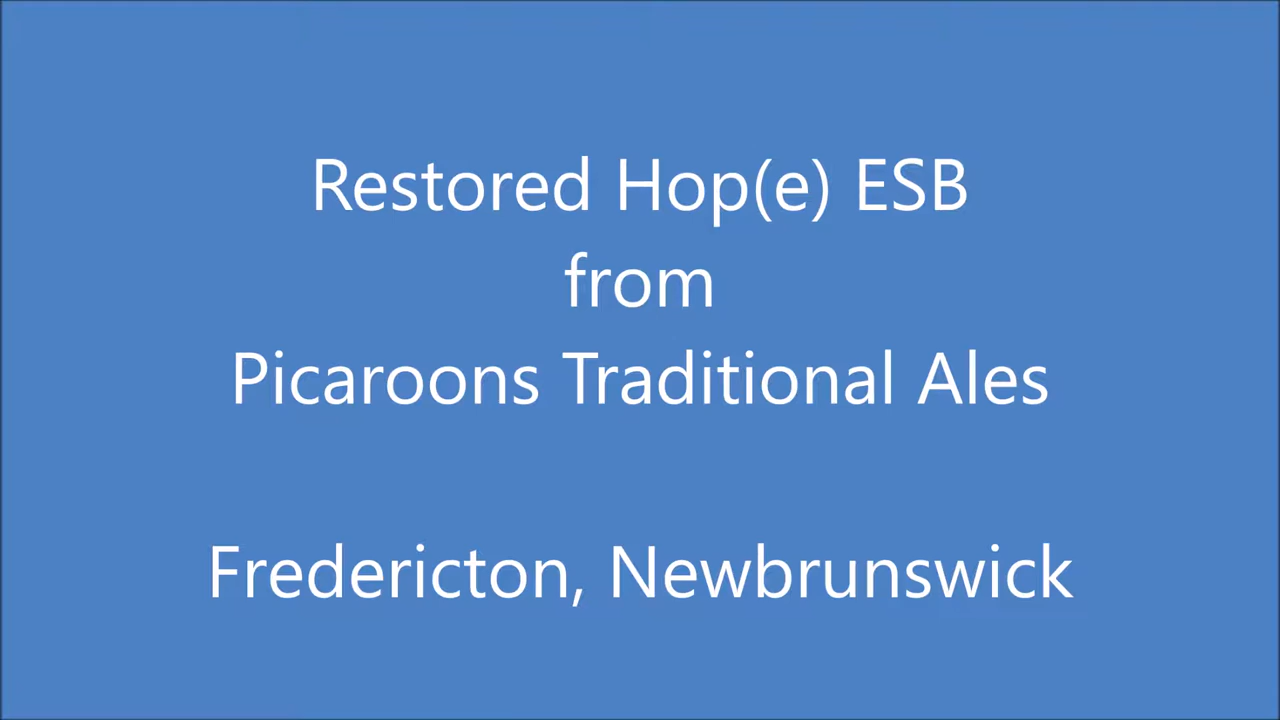 Restored Hop(e) ESB
from
Picaroons Traditional Ales
Fredericton, Newbrunswick